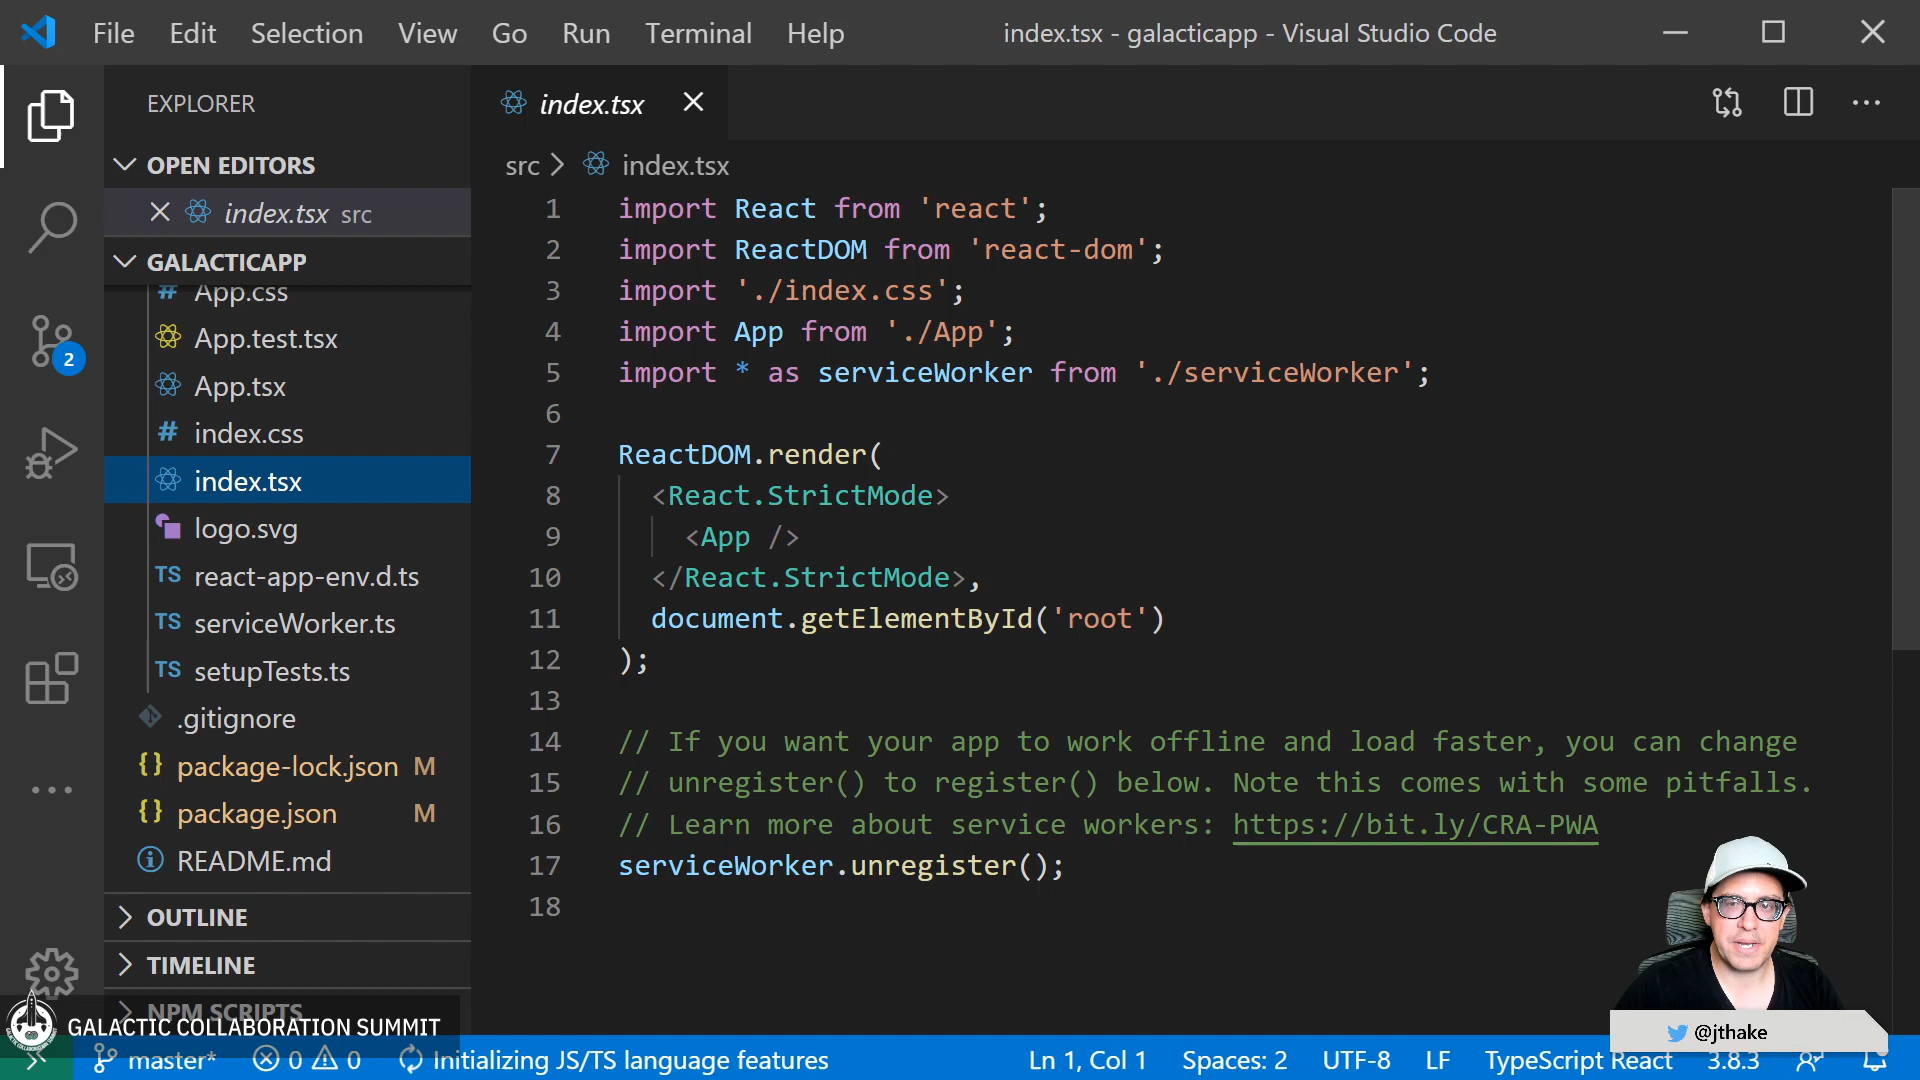 File Edit Selection View Go Run Terminal Help index.tsx - galacticapp - Visual Studio Code
EXPLORER
OPEN EDITORS
index.tsx src
GALACTICAPP
App.css
App.test.tsx
App.tsx
index.css
index.tsx
logo.svg
TS react-app-env.d.ts
TS serviceWorker.ts
TS setupTests.ts
.gitignore
{} package-lock.json M
{} package.json M
README.md
OUTLINE
TIMELINE
NPM SCRIPTS
2
index.tsx
src > index.tsx
1 import React from 'react';
2 import ReactDOM from 'react-dom';
3 import './index.css';
4 import App from './App';
5 import * as serviceWorker from './serviceWorker';
6
7 ReactDOM.render(
8 <React.StrictMode>
9 <App />
10 </React.StrictMode>,
11 document.getElementById('root')
12 );
13
14 // If you want your app to work offline and load faster, you can change
15 // unregister() to register() below. Note this comes with some pitfalls.
16 // Learn more about service workers: https://bit.ly/CRA-PWA
17 serviceWorker.unregister();
18
GALACTIC COLLABORATION SUMMIT
@jthake
master* 0 0 Initializing JS/TS language features Ln 1, Col 1 Spaces: 2 UTF-8 LF TypeScript React 3.8.3